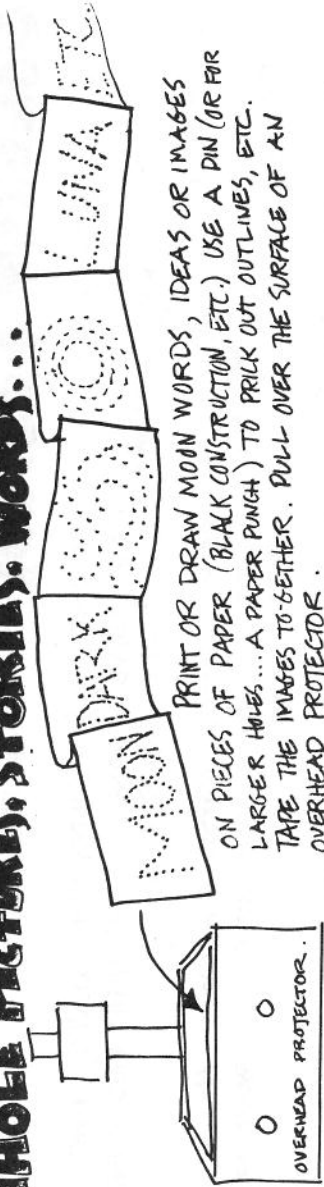 PICTURES. STORIES. WORDS...
MOON
DARK
LUNA
ETC.
PRINT OR DRAW MOON WORDS, IDEAS OR IMAGES
ON PIECES OF PAPER (BLACK CONSTRUCTION, ETC.) USE A PIN (OR FOR
LARGER HOLES... A PAPER PUNCH) TO PRICK OUT OUTLINES, ETC.
TAPE THE IMAGES TO-GETHER. PULL OVER THE SURFACE OF AN
OVERHEAD PROJECTOR.
OVERHEAD PROJECTOR.